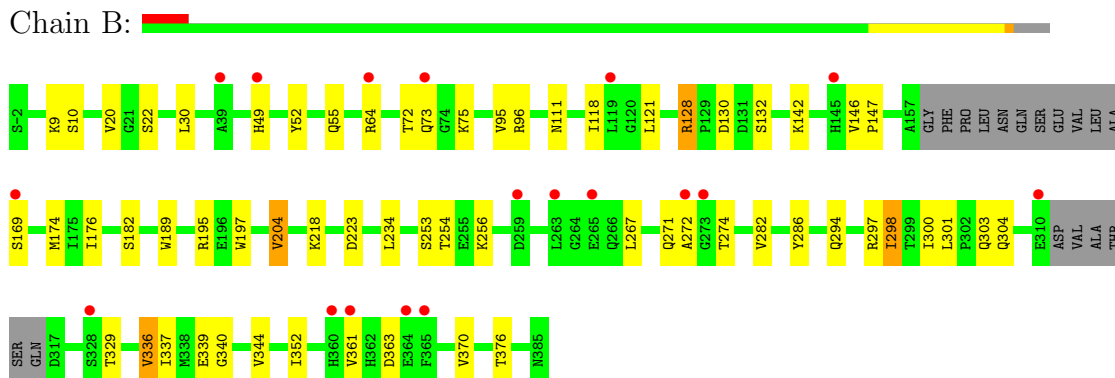 Chain B:
S-2 K9 S10 V20 G21 S22 L30 A39 H49 Y52 Q55 R64 T72 Q73 G74 K75 V95 R96 N111 I118 L119 G120 L121 R128 P129 D130 D131 S132 K142 H145 V146 P147 A157 GLY PHE PRO LEU ASN GLN SER GLU VAL LEU ALA
S169 M174 I175 I176 S182 W189 R195 E196 W197 V204 K218 D223 L234 S253 T254 E255 K256 D259 L263 G264 E265 Q266 L267 Q271 A272 G273 T274 V282 Y286 Q294 R297 I298 T299 I300 L301 P302 Q303 Q304 E310 ASP VAL ALA THR
SER GLN D317 S328 T329 V336 I337 M338 E339 G340 V344 I352 H360 V361 H362 D363 E364 F365 V370 T376 N385